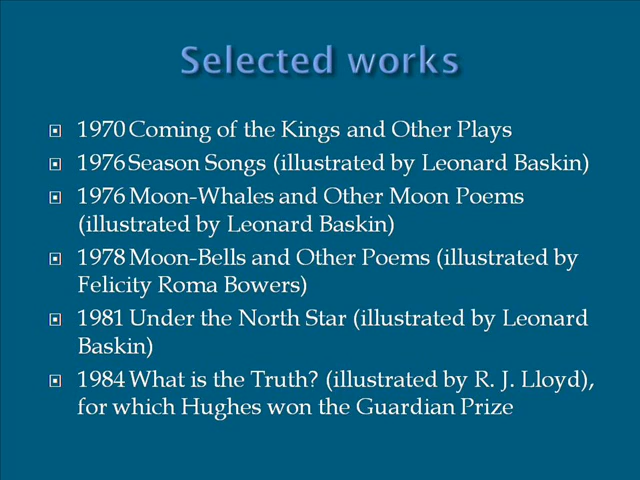 Selected works
1970 Coming of the Kings and Other Plays
1976 Season Songs (illustrated by Leonard Baskin)
1976 Moon-Whales and Other Moon Poems
(illustrated by Leonard Baskin)
1978 Moon-Bells and Other Poems (illustrated by
Felicity Roma Bowers)
1981 Under the North Star (illustrated by Leonard
Baskin)
1984 What is the Truth? (illustrated by R. J. Lloyd),
for which Hughes won the Guardian Prize